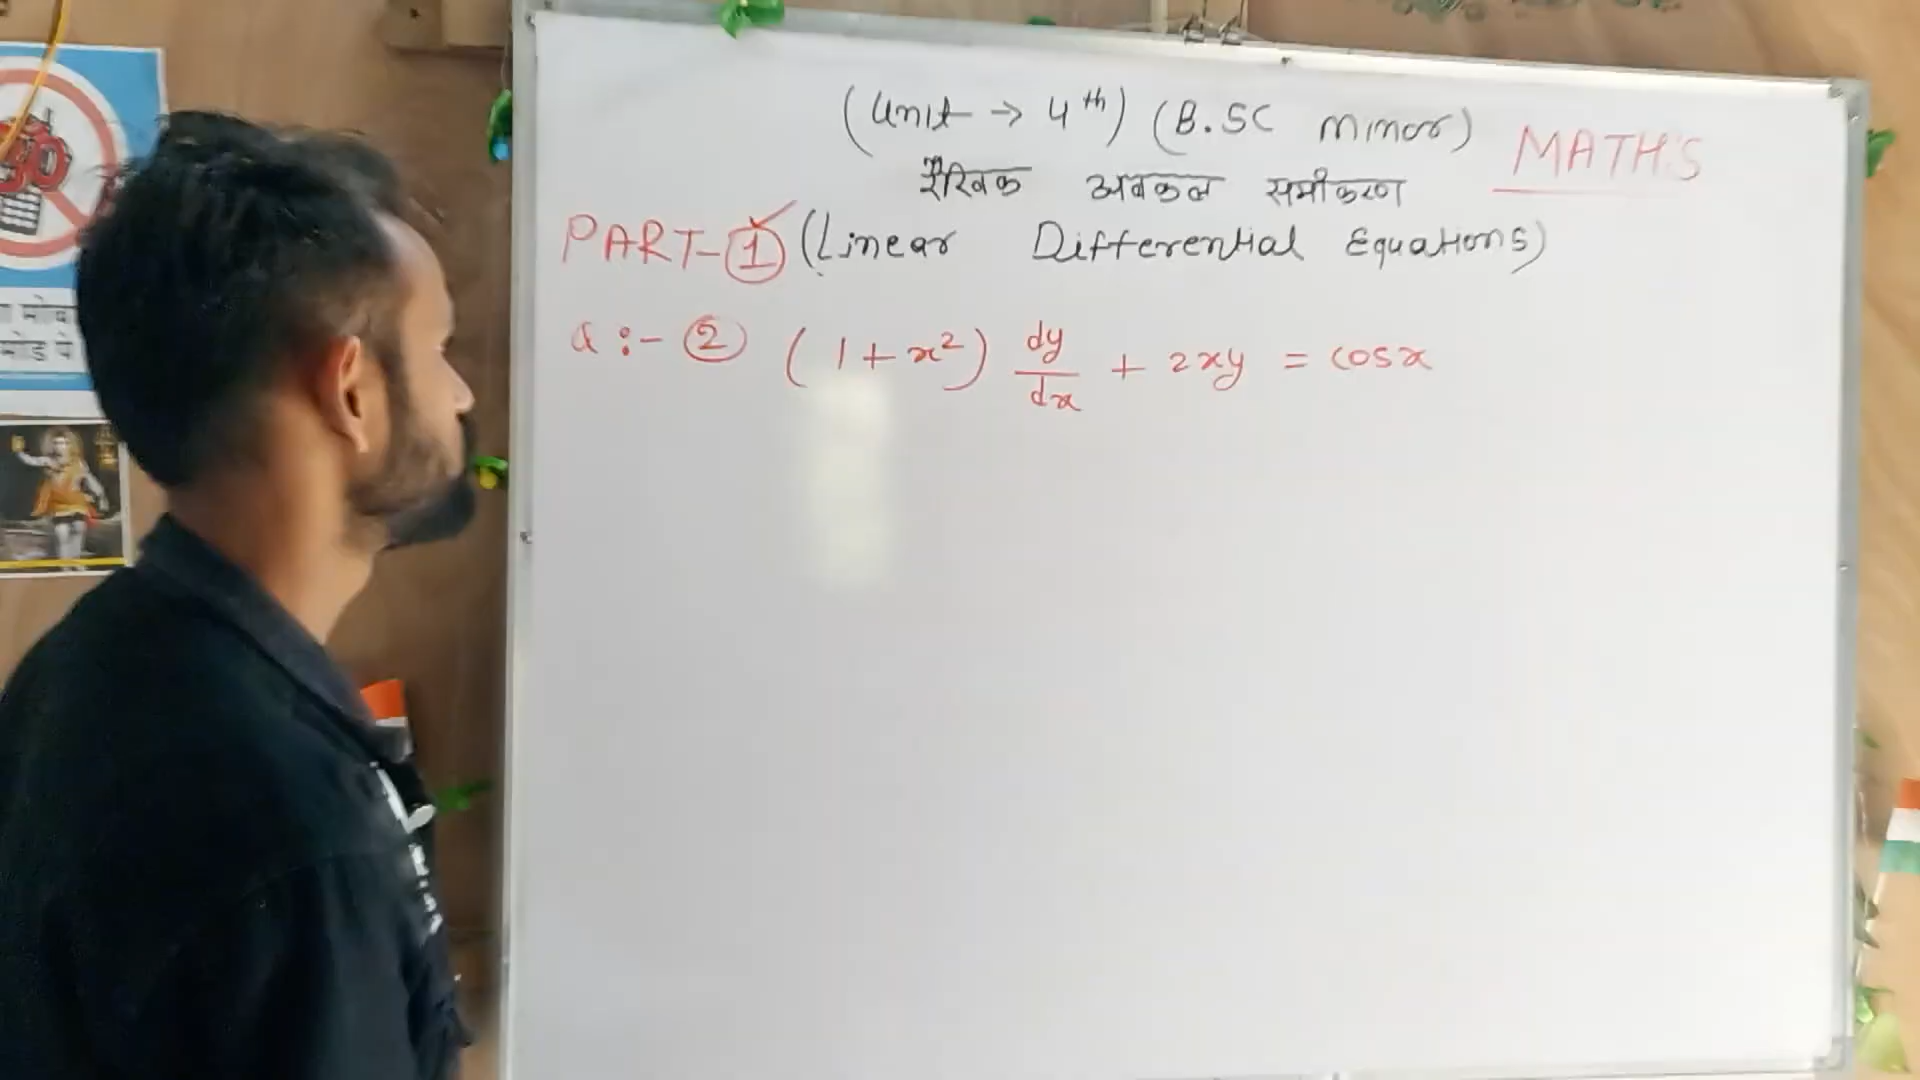 (Unit → 4th) (B.SC Minor)
MATH'S
रैखिक अवकल समीकरण
PART-① (Linear Differential Equations)
Q :- ② (1+x²) dy/dx + 2xy = cosx